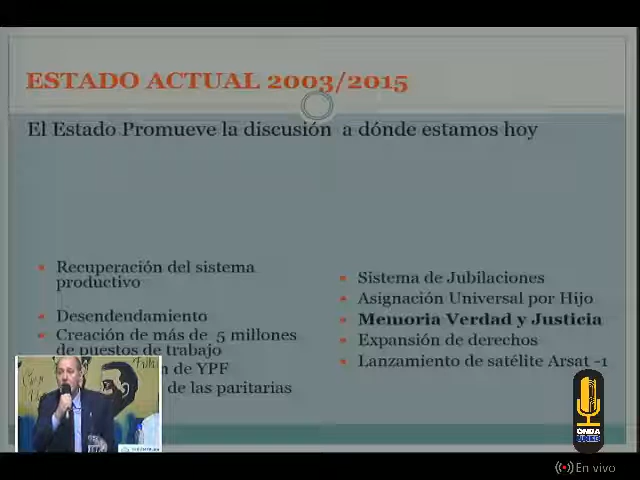 ESTADO ACTUAL 2003/2015
El Estado Promueve la discusión a dónde estamos hoy
Recuperación del sistema
productivo
Desendendamiento
Creación de más de 5 millones
de puestos de trabajo
n de YPF
de las paritarias
Sistema de Jubilaciones
Asignación Universal por Hijo
Memoria Verdad y Justicia
Expansión de derechos
Lanzamiento de satélite Arsat -1
ONDA
En vivo